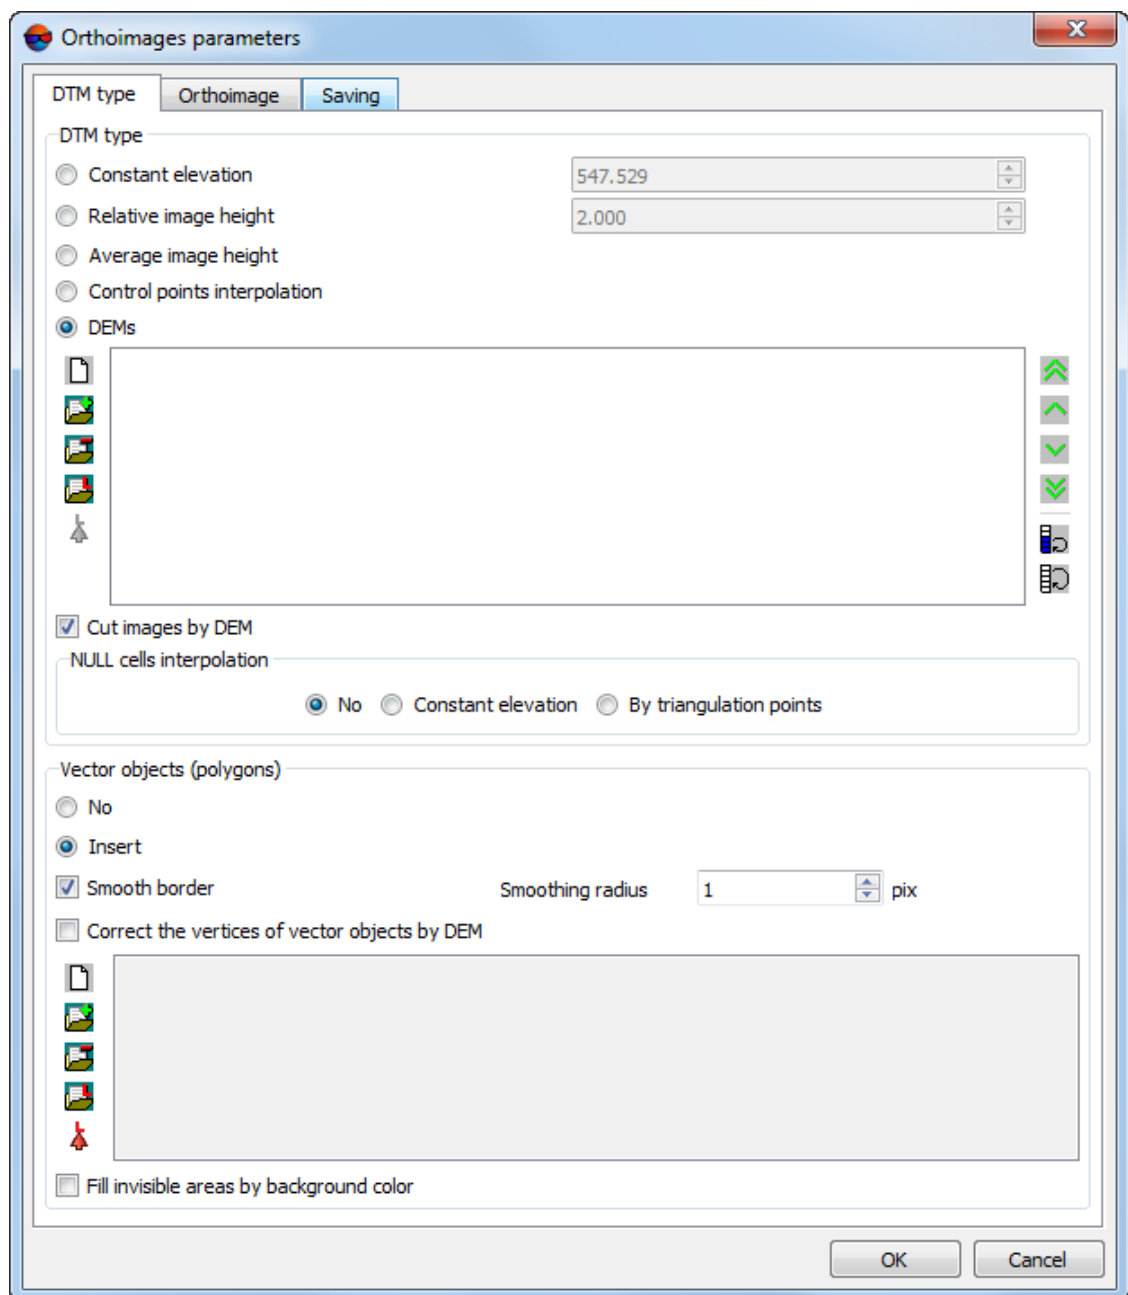 Orthoimages parameters
DTM type Orthoimage Saving
DTM type
Constant elevation 547.529
Relative image height 2.000
Average image height
Control points interpolation
DEMs
Cut images by DEM
NULL cells interpolation
No Constant elevation By triangulation points
Vector objects (polygons)
No
Insert
Smooth border Smoothing radius 1 pix
Correct the vertices of vector objects by DEM
Fill invisible areas by background color
OK Cancel